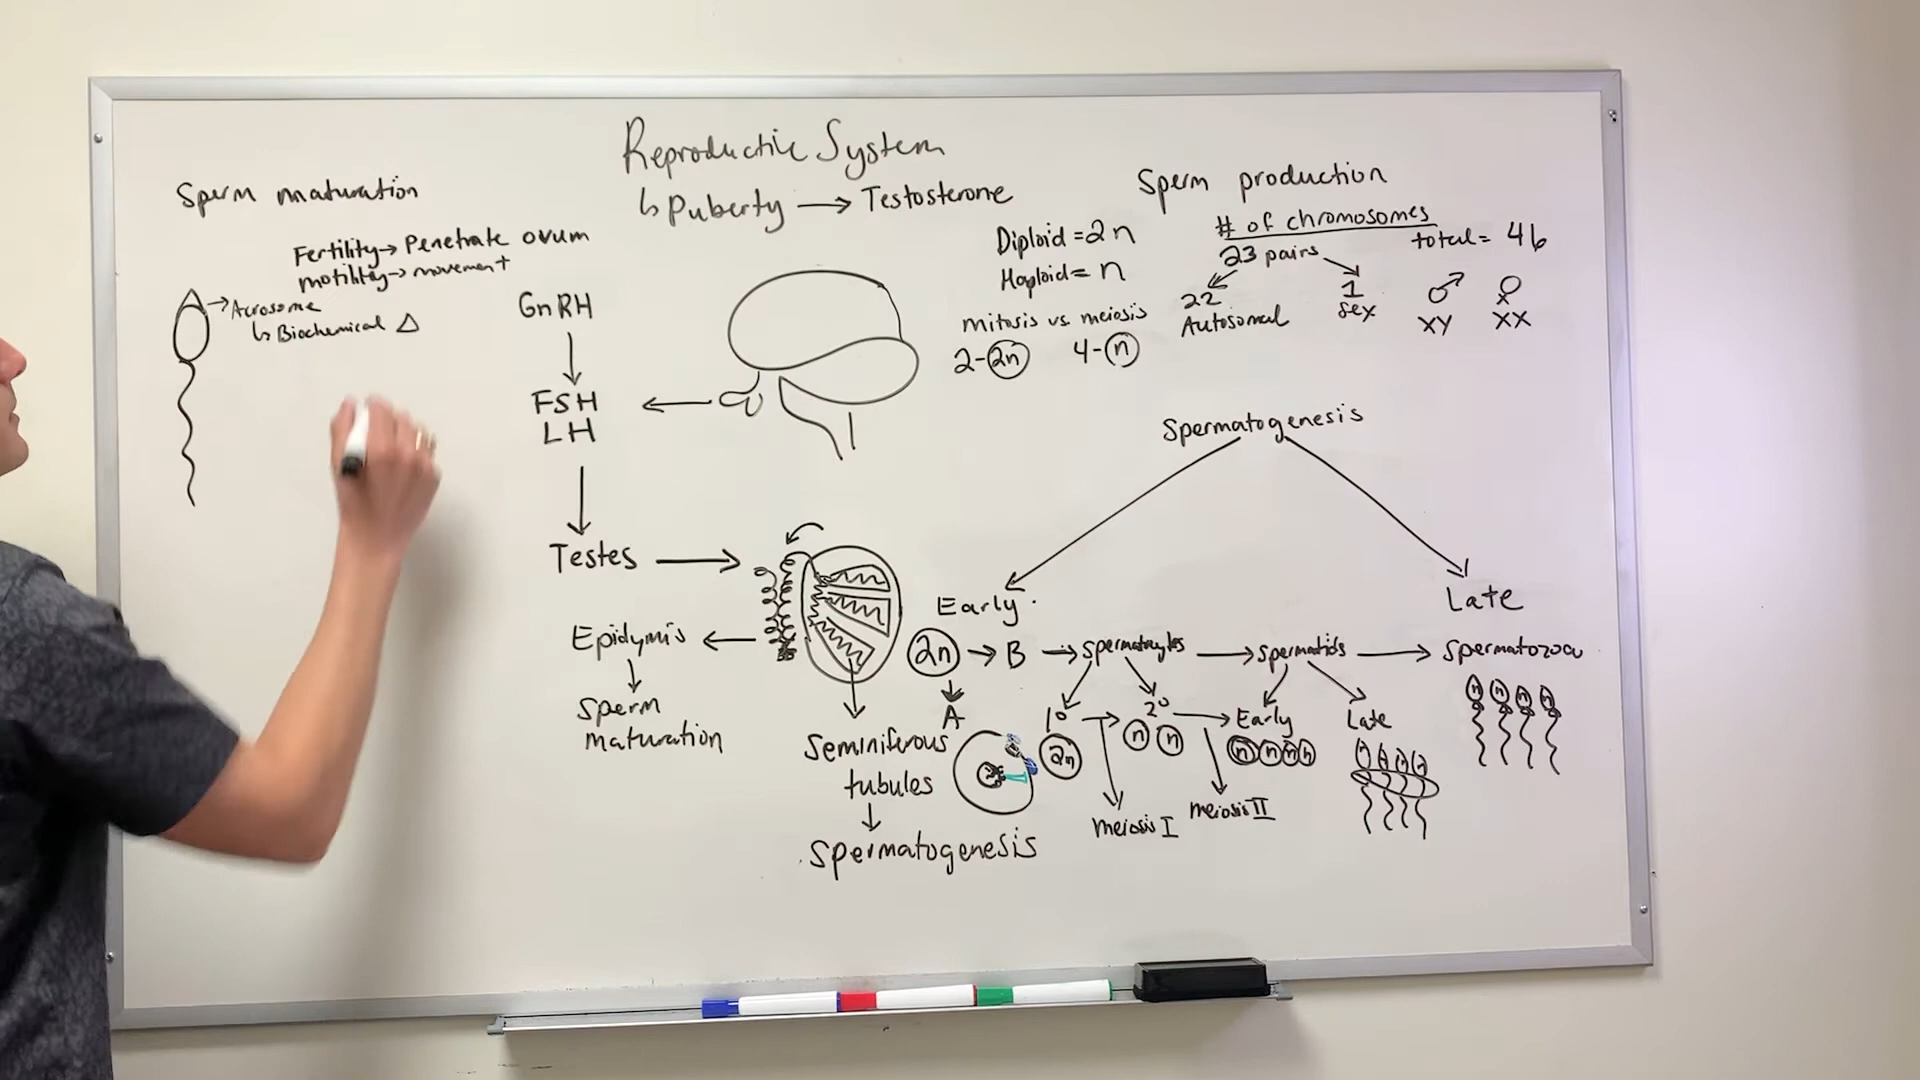 Reproductive System
↳ Puberty → Testosterone
Sperm maturation
Fertility → Penetrate ovum
motility → movement
→ Acrosome
↳ Biochemical Δ
GnRH
FSH
LH
Testes →
Epidymis ←
Sperm
maturation
Seminiferous
tubules
Spermatogenesis
Sperm production
Diploid = 2n
Haploid = n
mitosis vs. meiosis
2-2n 4-n
# of chromosomes
23 pairs total = 46
22 1 ♂ ♀
Autosomal Sex XY XX
Spermatogenesis
Early Late
2n → B → Spermatocytes → Spermatids → Spermatozoa
A 1° → 2° → Early Late
2n n n n n n n
n n n n
n n n n
meiosis I meiosis II